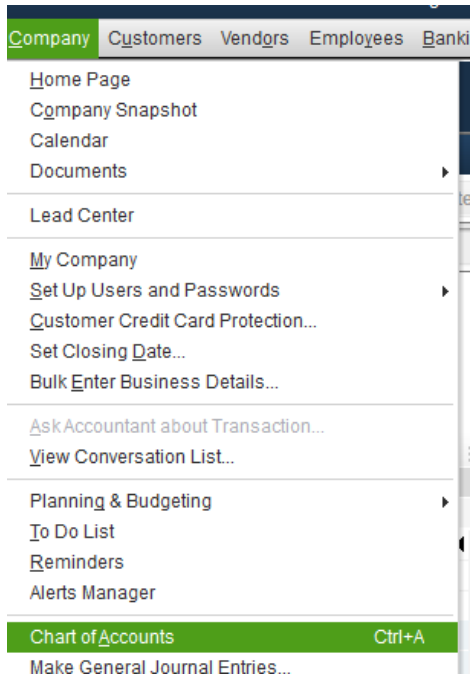 Company Customers Vendors Employees Banki
Home Page
Company Snapshot
Calendar
Documents
Lead Center
My Company
Set Up Users and Passwords
Customer Credit Card Protection...
Set Closing Date...
Bulk Enter Business Details...
Ask Accountant about Transaction...
View Conversation List...
Planning & Budgeting
To Do List
Reminders
Alerts Manager
Chart of Accounts Ctrl+A
Make General Journal Entries...